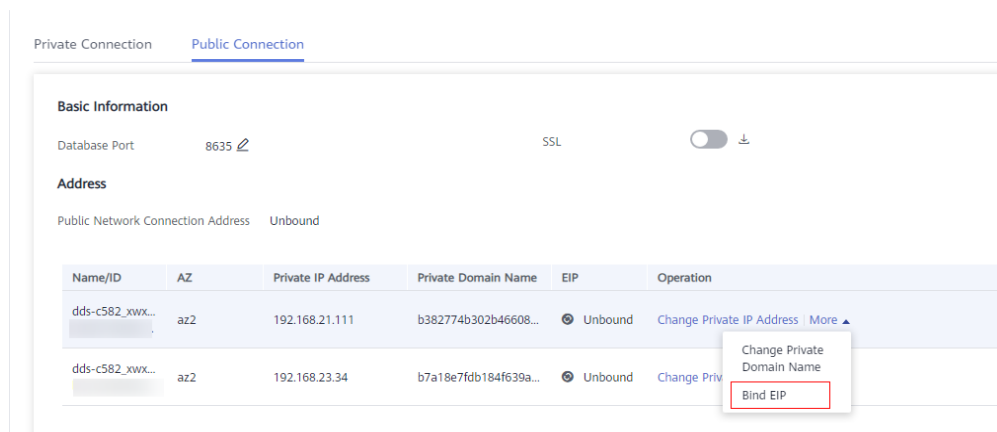 Private Connection Public Connection
Basic Information
Database Port 8635 SSL
Address
Public Network Connection Address Unbound
Name/ID AZ Private IP Address Private Domain Name EIP Operation
dds-c582_xwx... az2 192.168.21.111 b382774b302b46608... Unbound Change Private IP Address More
Change Private
Domain Name
dds-c582_xwx... az2 192.168.23.34 b7a18e7fdb184f639a... Unbound Change Priv
Bind EIP